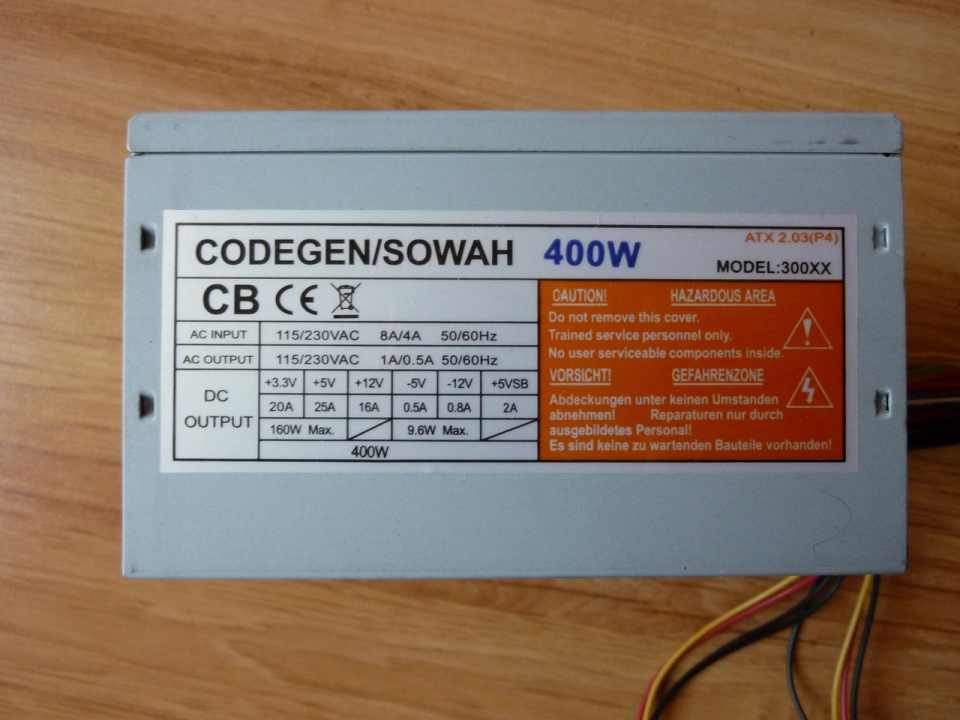 CODEGEN/SOWAH 400W
ATX 2.03(P4)
MODEL:300XX
CB CE
AC INPUT 115/230VAC 8A/4A 50/60Hz
AC OUTPUT 115/230VAC 1A/0.5A 50/60Hz
DC OUTPUT
+3.3V +5V +12V -5V -12V +5VSB
20A 25A 16A 0.5A 0.8A 2A
160W Max. 9.6W Max.
400W
CAUTION! HAZARDOUS AREA
Do not remove this cover.
Trained service personnel only.
No user serviceable components inside.
VORSICHT! GEFAHRENZONE
Abdeckungen unter keinen Umstanden
abnehmen! Reparaturen nur durch
ausgebildetes Personal!
Es sind keine zu wartenden Bauteile vorhanden!